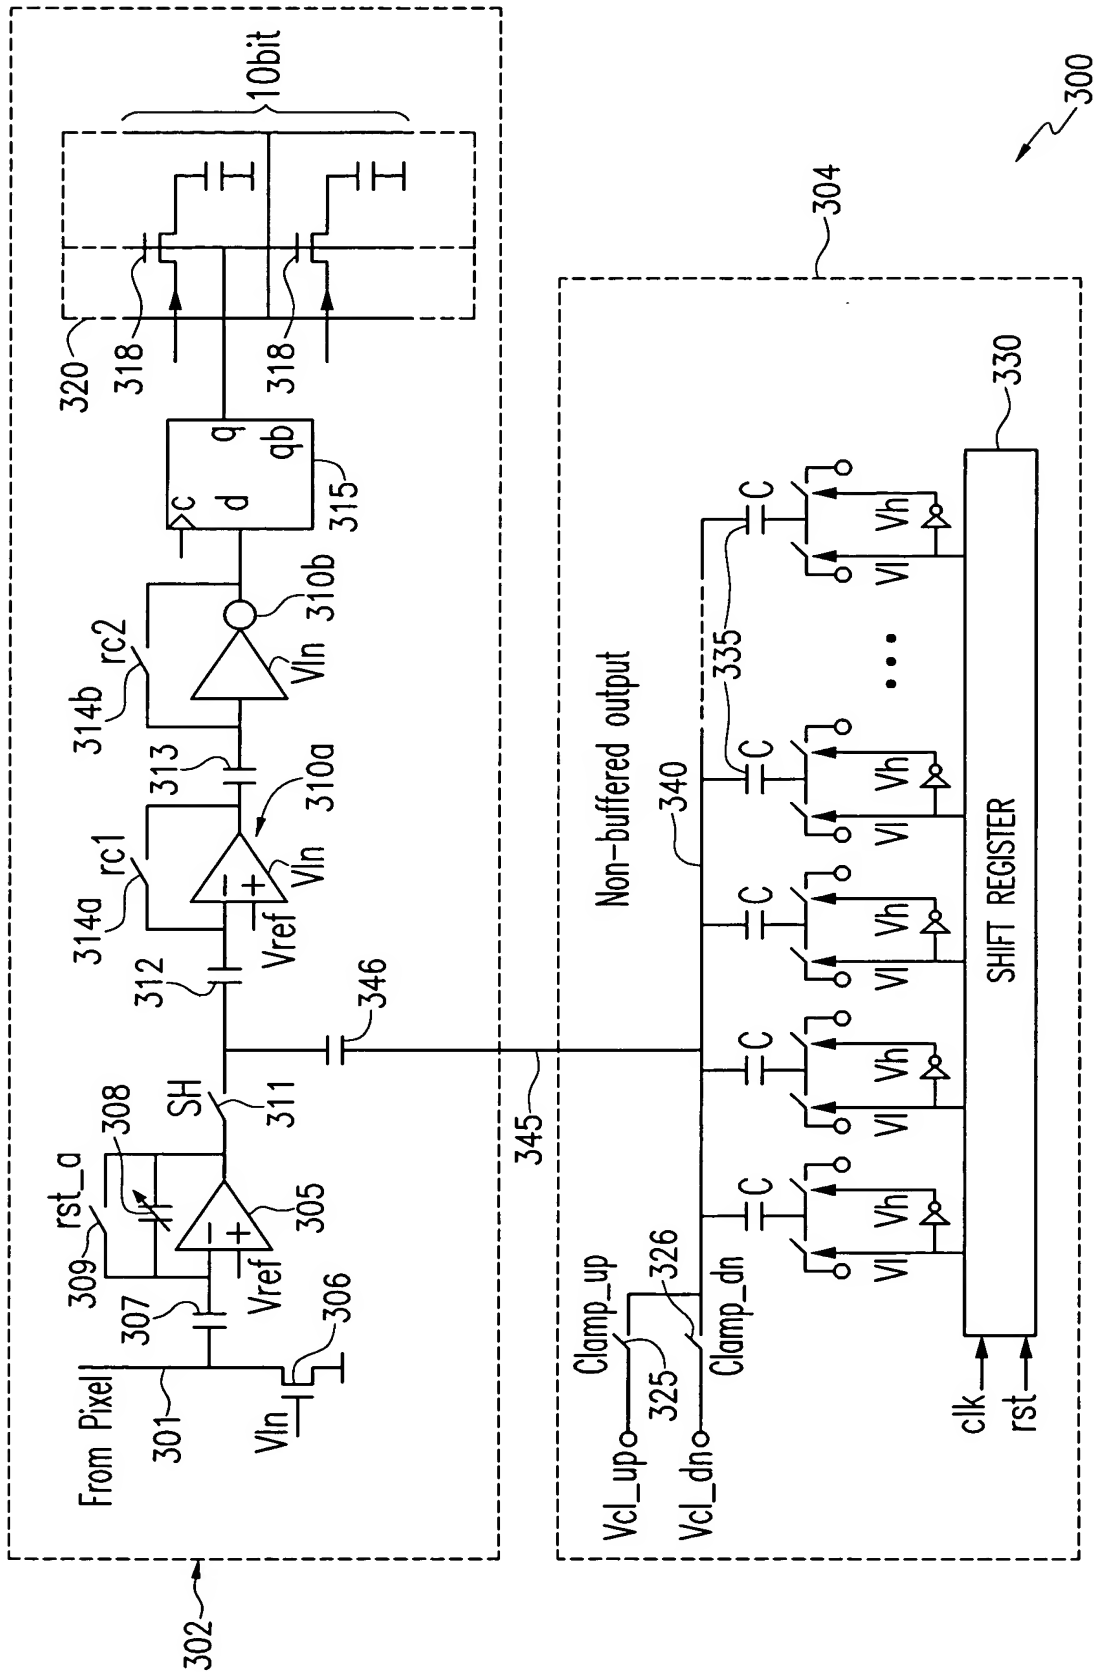 302
From Pixel
301
Vln
306
307
309
rst_a
308
Vref
305
SH
311
312
346
314a
rc1
Vref
Vln
310a
313
314b
rc2
Vln
310b
c
d
q
qb
315
320
318
318
10bit
345
304
Vcl_up
Vcl_dn
Clamp_up
325
326
Clamp_dn
Non-buffered output
340
335
C
C
C
C
C
Vl
Vh
Vl
Vh
Vl
Vh
Vl
Vh
Vl
Vh
clk
rst
SHIFT REGISTER
330
300